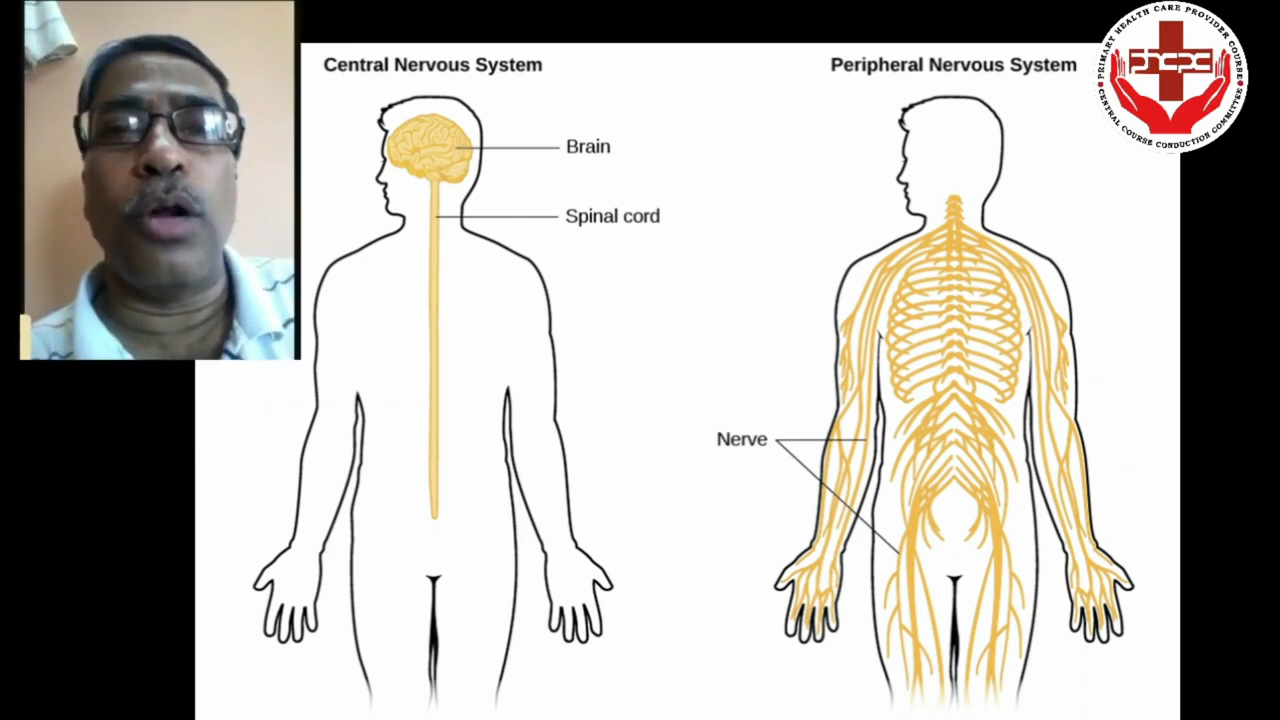 Central Nervous System
Peripheral Nervous System
Brain
Spinal cord
Nerve
PRIMARY HEALTH CARE PROVIDER COURSE
phcpc
CENTRAL COURSE CONDUCTION COMMITTEE